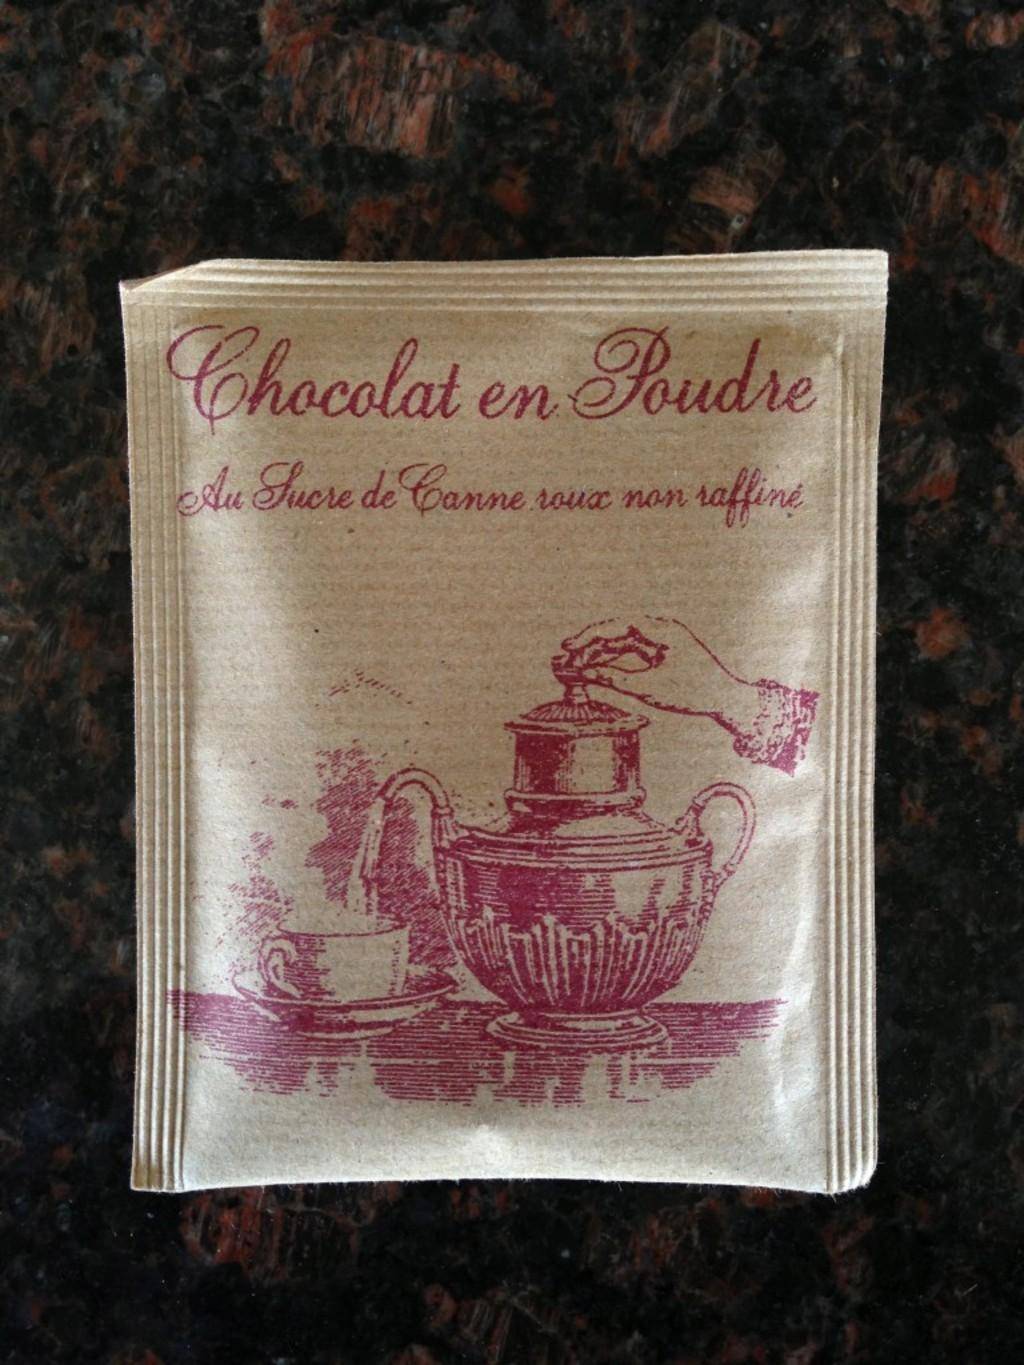 Chocolat en Poudre
Au Sucre de Canne roux non raffiné